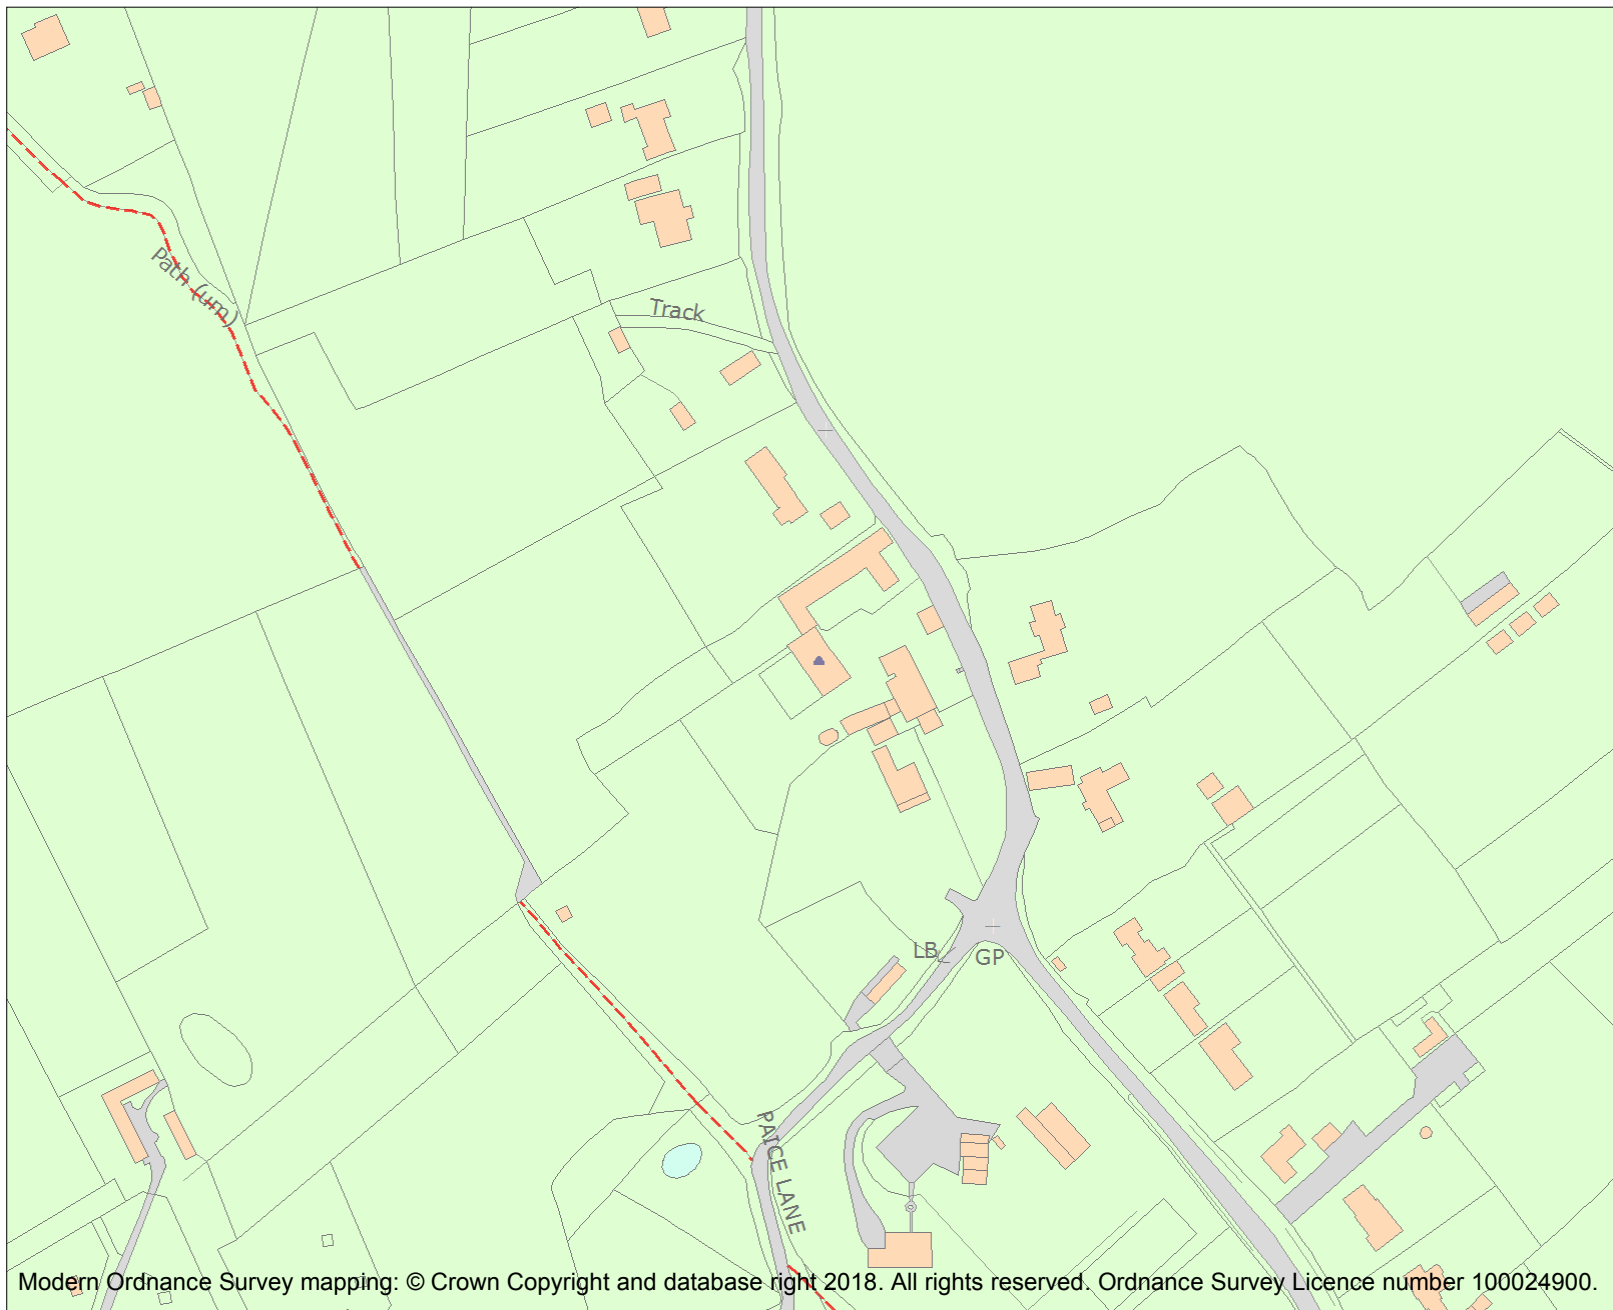 Path (um)
Track
LB
GP
PAICE LANE
Modern Ordnance Survey mapping: © Crown Copyright and database right 2018. All rights reserved. Ordnance Survey Licence number 100024900.